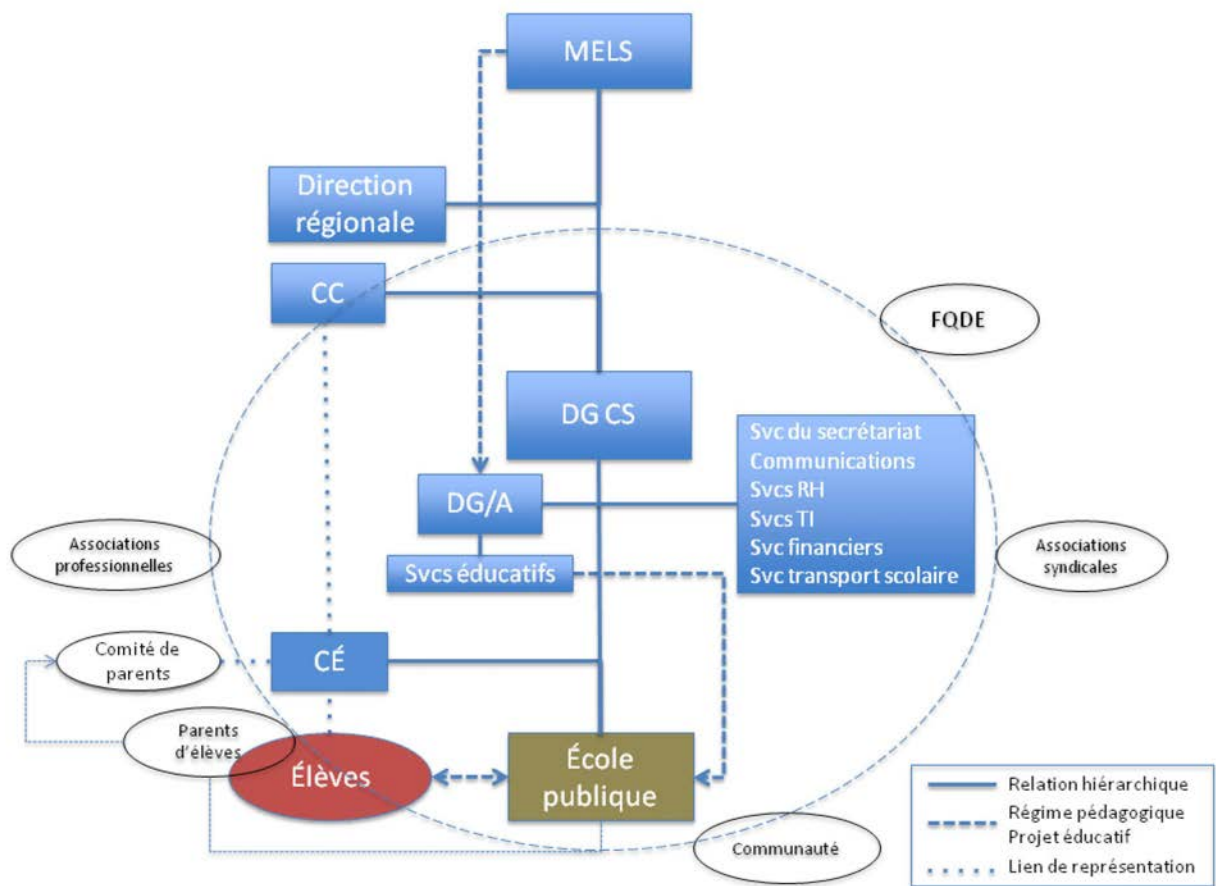 MELS
Direction
régionale
CC
FQDE
DG CS
Svc du secrétariat
Communications
Svcs RH
Svcs TI
Svc financiers
Svc transport scolaire
DG/A
Svcs éducatifs
Associations
professionnelles
Associations
syndicales
Comité de
parents
CÉ
Parents
d'élèves
Élèves
École
publique
Communauté
Relation hiérarchique
Régime pédagogique
Projet éducatif
Lien de représentation